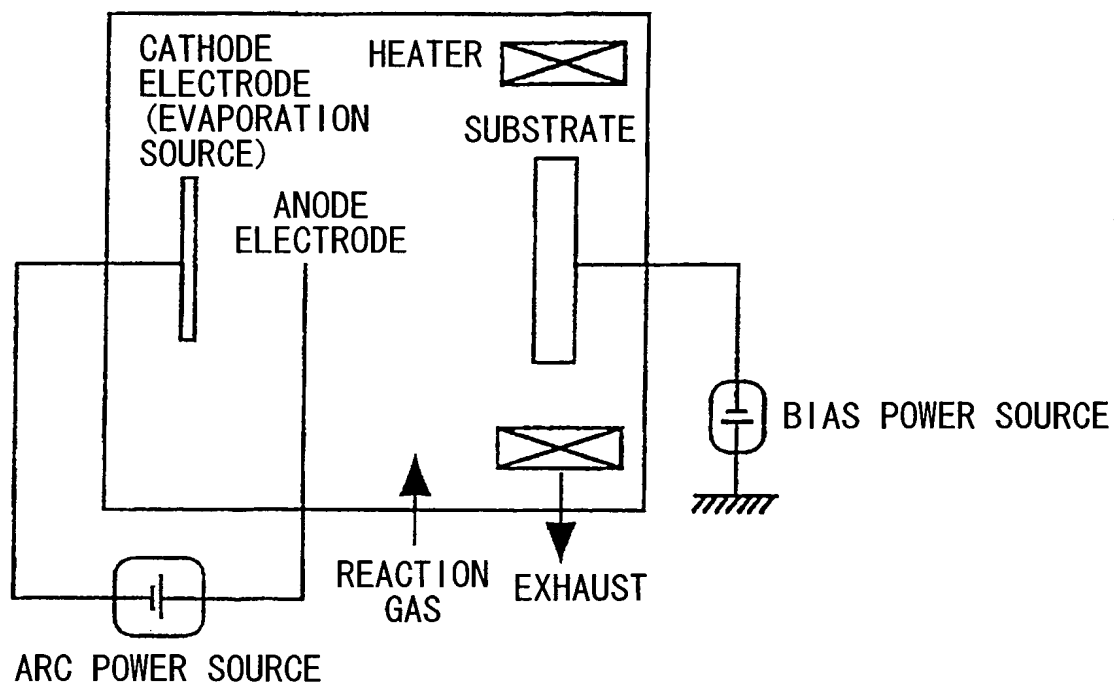 CATHODE
ELECTRODE
(EVAPORATION
SOURCE)
HEATER
SUBSTRATE
ANODE
ELECTRODE
BIAS POWER SOURCE
REACTION
GAS
EXHAUST
ARC POWER SOURCE